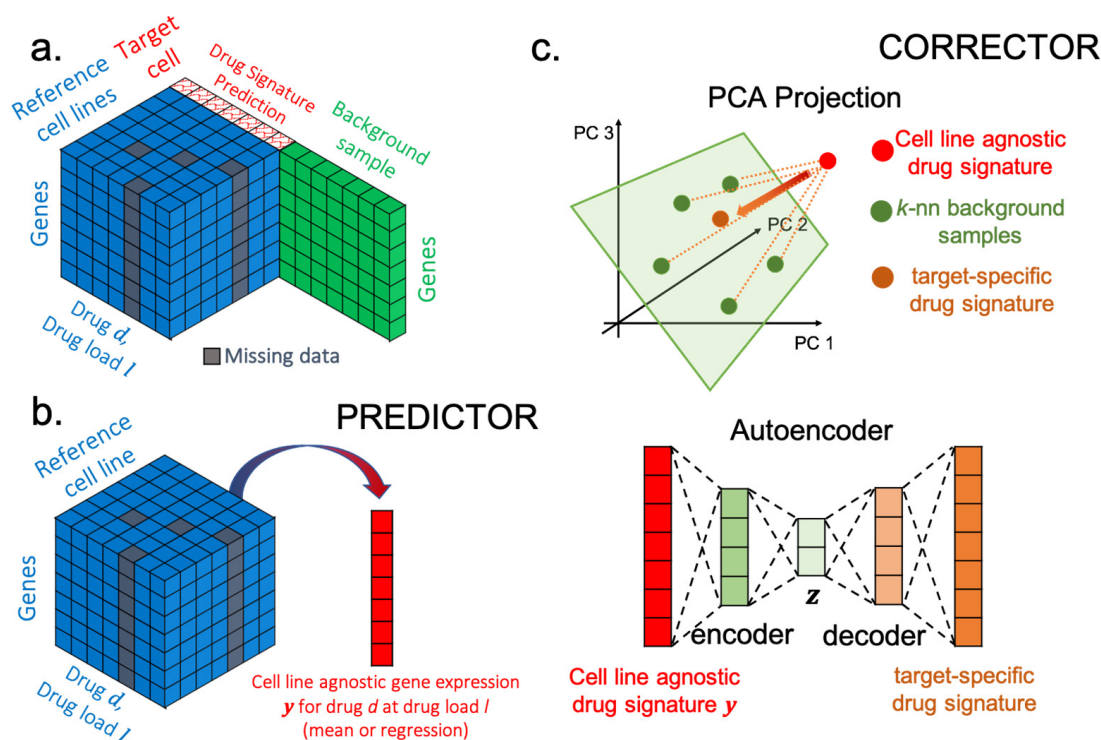 a.
Reference
cell lines
Target
cell
Drug Signature
Prediction
Background
sample
Genes
Genes
Drug d,
Drug load l
Missing data
b.
PREDICTOR
Reference
cell line
Genes
Drug d,
Drug load l
Cell line agnostic gene expression
y for drug d at drug load l
(mean or regression)
c.
CORRECTOR
PCA Projection
PC 3
PC 2
PC 1
Cell line agnostic
drug signature
k-nn background
samples
target-specific
drug signature
Autoencoder
z
encoder
decoder
Cell line agnostic
drug signature y
target-specific
drug signature